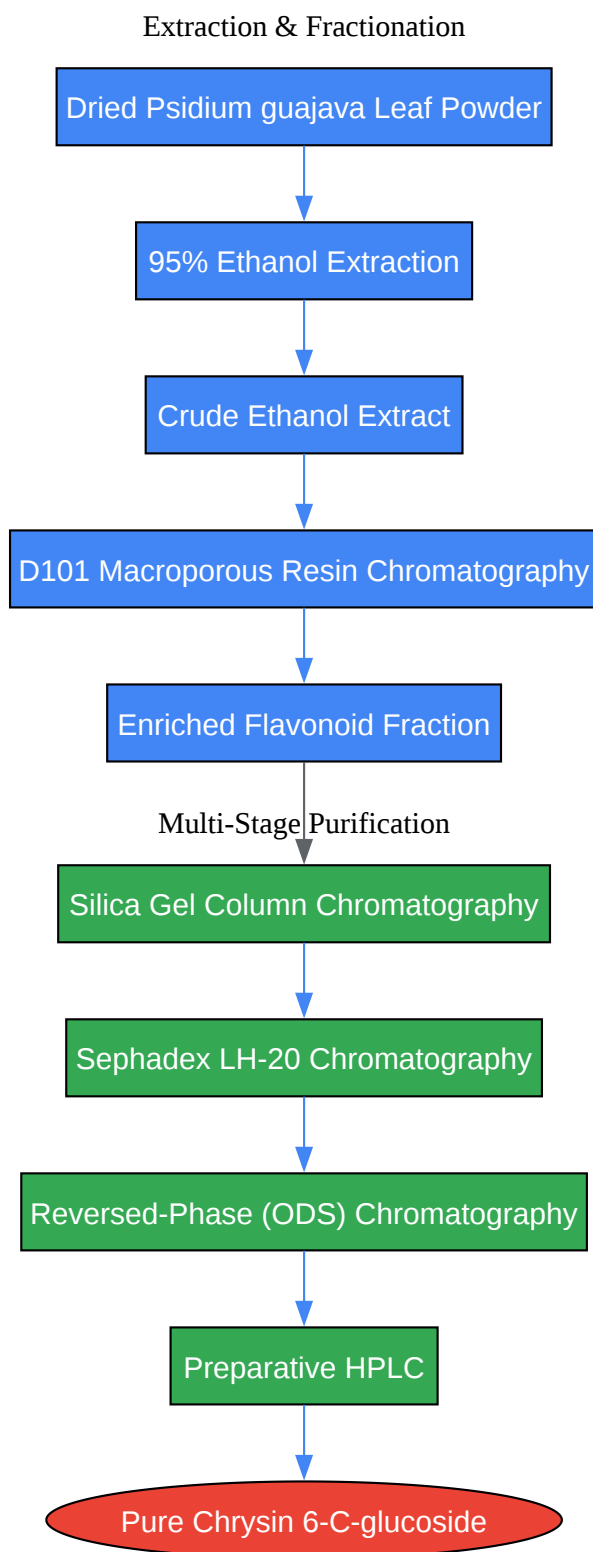 Extraction & Fractionation
Dried Psidium guajava Leaf Powder
95% Ethanol Extraction
Crude Ethanol Extract
D101 Macroporous Resin Chromatography
Enriched Flavonoid Fraction
Multi-Stage Purification
Silica Gel Column Chromatography
Sephadex LH-20 Chromatography
Reversed-Phase (ODS) Chromatography
Preparative HPLC
Pure Chrysin 6-C-glucoside